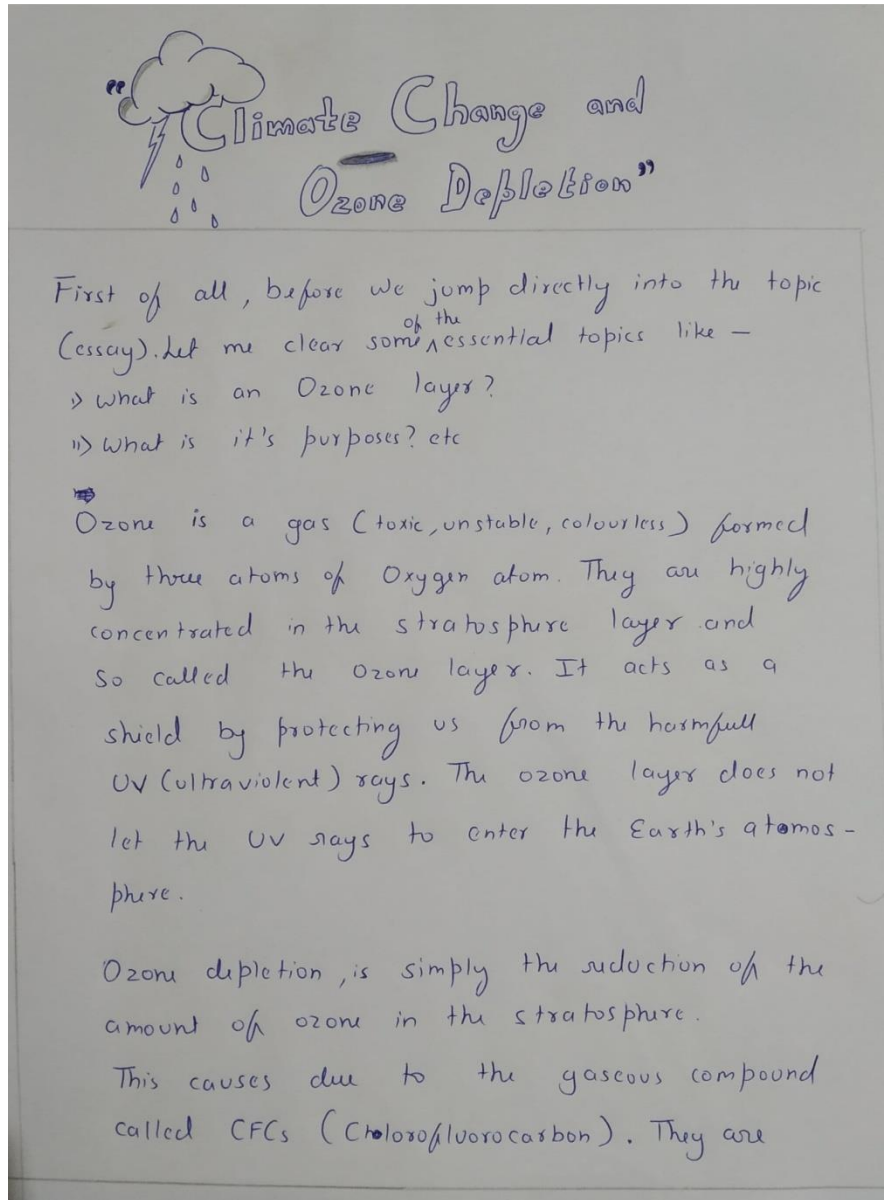 "Climate Change and
Ozone Depletion"
First of all, before we jump directly into the topic
(essay). Let me clear some of the essential topics like –
i) What is an Ozone layer?
ii) What is it's purposes? etc
Ozone is a gas (toxic, unstable, colourless) formed
by three atoms of Oxygen atom. They are highly
concentrated in the stratosphere layer and
so called the ozone layer. It acts as a
shield by protecting us from the harmfull
UV (ultraviolent) rays. The ozone layer does not
let the UV rays to enter the Earth's atomos-
phere.
Ozone depletion, is simply the reduction of the
amount of ozone in the stratosphere.
This causes due to the gaseous compound
called CFCs (Cholorofluorocarbon). They are